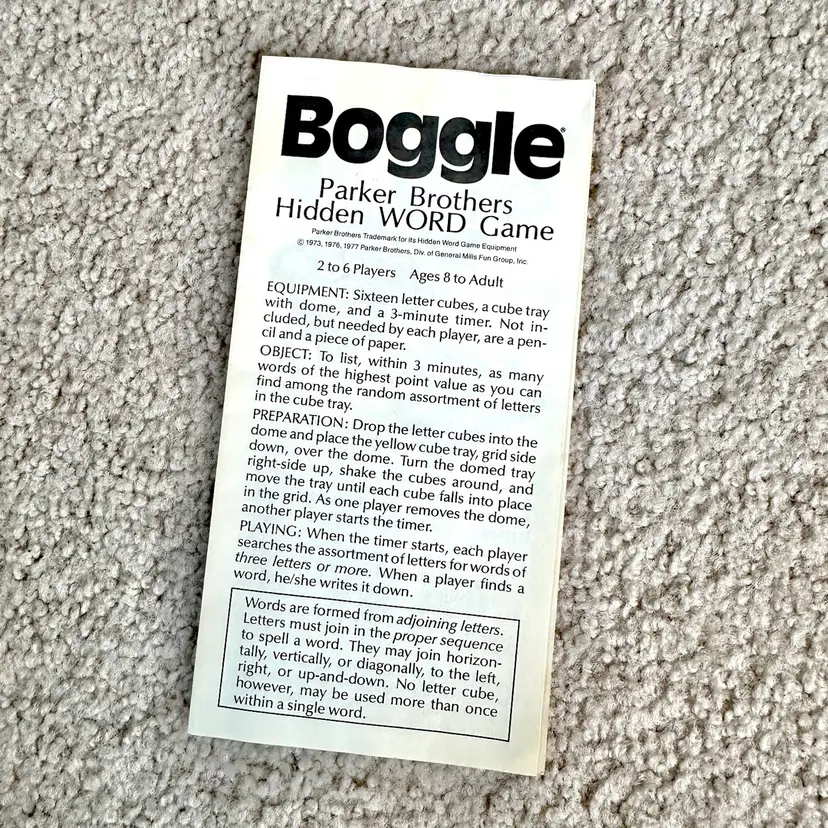 Boggle®
Parker Brothers
Hidden WORD Game
Parker Brothers Trademark for its Hidden Word Game Equipment
© 1973, 1976, 1977 Parker Brothers, Div. of General Mills Fun Group, Inc.
2 to 6 Players Ages 8 to Adult
EQUIPMENT: Sixteen letter cubes, a cube tray
with dome, and a 3-minute timer. Not in-
cluded, but needed by each player, are a pen-
cil and a piece of paper.
OBJECT: To list, within 3 minutes, as many
words of the highest point value as you can
find among the random assortment of letters
in the cube tray.
PREPARATION: Drop the letter cubes into the
dome and place the yellow cube tray, grid side
down, over the dome. Turn the domed tray
right-side up, shake the cubes around, and
move the tray until each cube falls into place
in the grid. As one player removes the dome,
another player starts the timer.
PLAYING: When the timer starts, each player
searches the assortment of letters for words of
three letters or more. When a player finds a
word, he/she writes it down.
Words are formed from adjoining letters.
Letters must join in the proper sequence
to spell a word. They may join horizon-
tally, vertically, or diagonally, to the left,
right, or up-and-down. No letter cube,
however, may be used more than once
within a single word.